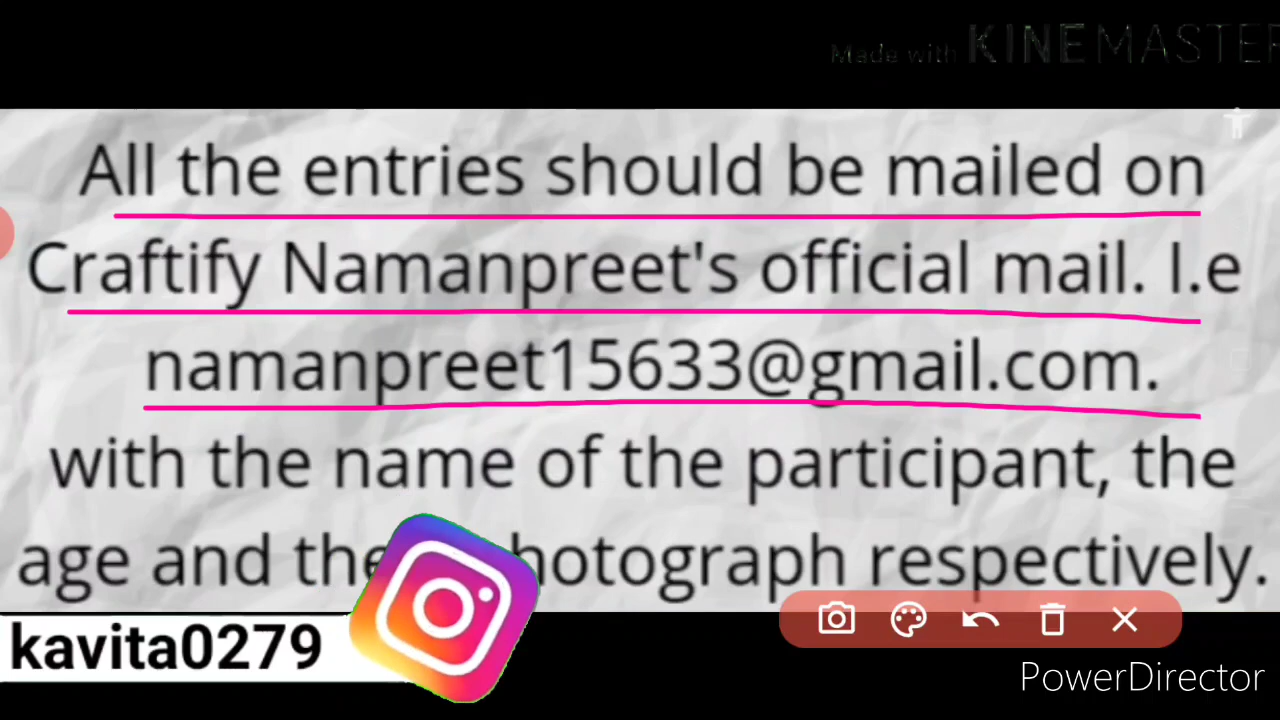 Made with KINEMASTER
All the entries should be mailed on
Craftify Namanpreet's official mail. I.e
namanpreet15633@gmail.com.
with the name of the participant, the
age and the photograph respectively.
kavita0279
PowerDirector